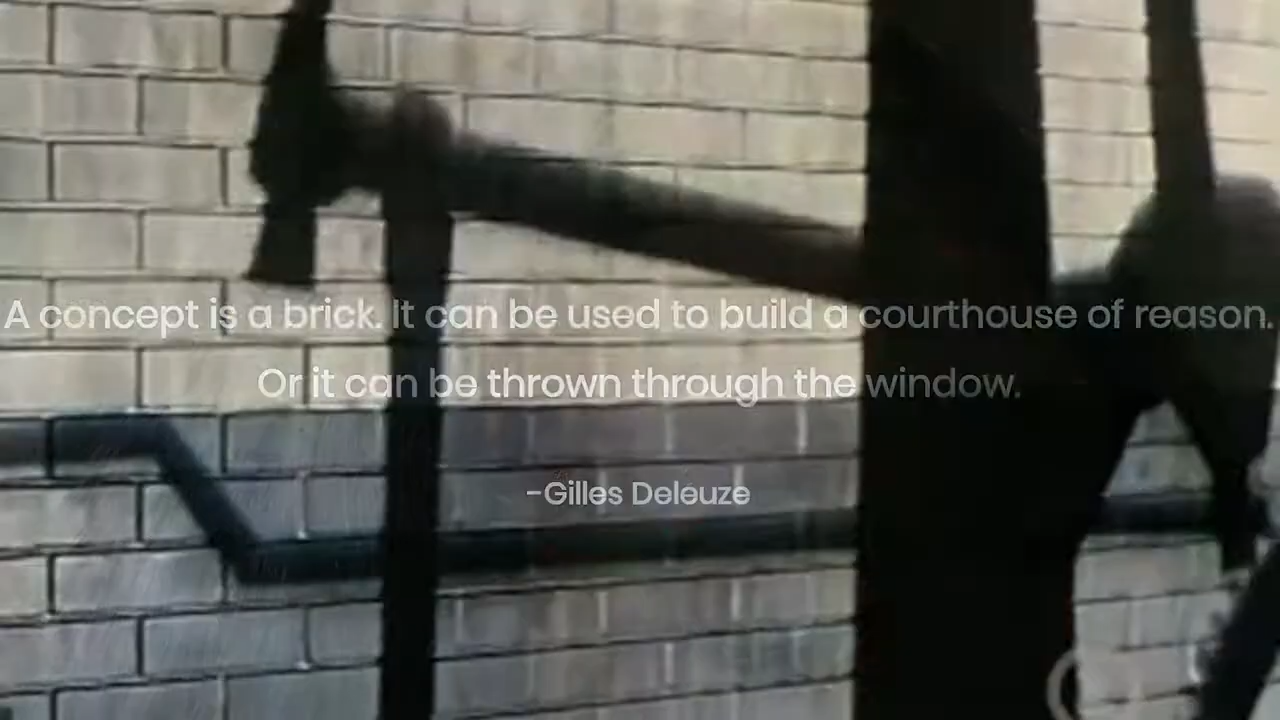 A concept is a brick. It can be used to build a courthouse of reason.
Or it can be thrown through the window.
-Gilles Deleuze